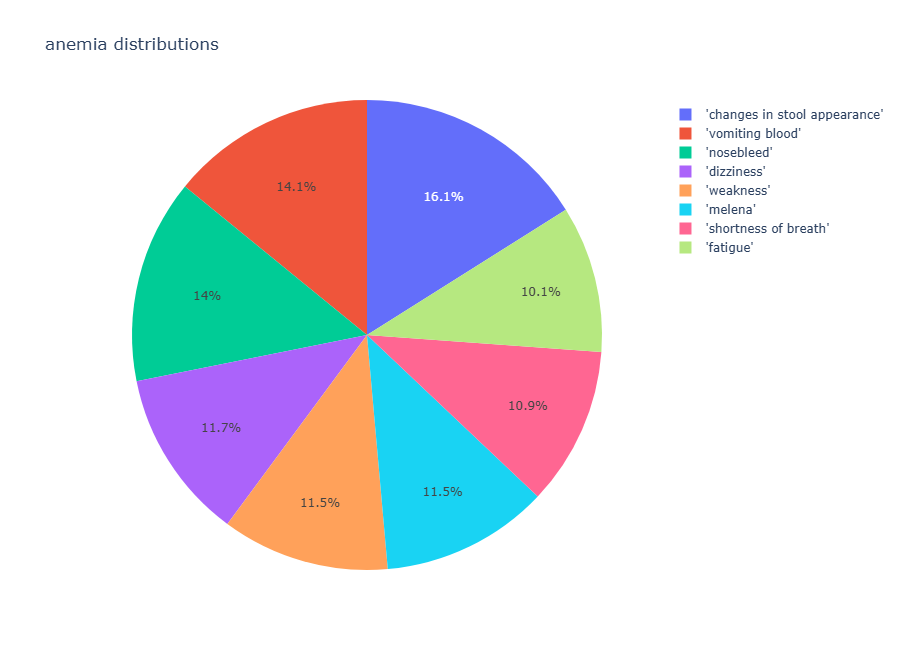 anemia distributions
'changes in stool appearance'
'vomiting blood'
'nosebleed'
'dizziness'
'weakness'
'melena'
'shortness of breath'
'fatigue'
14.1%
16.1%
14%
10.1%
11.7%
10.9%
11.5%
11.5%